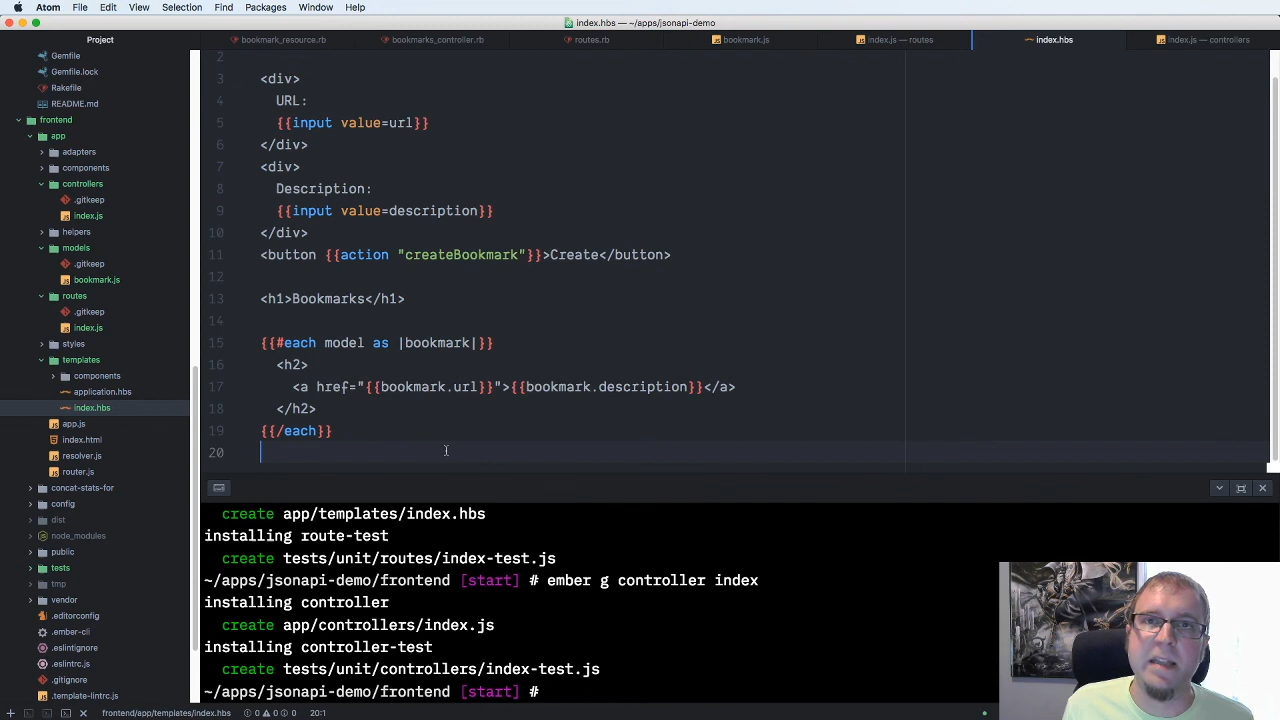 Atom File Edit View Selection Find Packages Window Help
index.hbs — ~/apps/jsonapi-demo
Project
bookmark_resource.rb
bookmarks_controller.rb
routes.rb
bookmark.js
index.js — routes
index.hbs
index.js — controllers
Gemfile
Gemfile.lock
Rakefile
README.md
frontend
app
adapters
components
controllers
.gitkeep
index.js
helpers
models
.gitkeep
bookmark.js
routes
.gitkeep
index.js
styles
templates
components
application.hbs
index.hbs
app.js
index.html
resolver.js
router.js
concat-stats-for
config
dist
node_modules
public
tests
tmp
vendor
.editorconfig
.ember-cli
.eslintignore
.eslintrc.js
.gitignore
.template-lintrc.js
2
3 <div>
4 URL:
5 {{input value=url}}
6 </div>
7 <div>
8 Description:
9 {{input value=description}}
10 </div>
11 <button {{action "createBookmark"}}>Create</button>
12
13 <h1>Bookmarks</h1>
14
15 {{#each model as |bookmark|}}
16 <h2>
17 <a href="{{bookmark.url}}">{{bookmark.description}}</a>
18 </h2>
19 {{/each}}
20
create app/templates/index.hbs
installing route-test
create tests/unit/routes/index-test.js
~/apps/jsonapi-demo/frontend [start] # ember g controller index
installing controller
create app/controllers/index.js
installing controller-test
create tests/unit/controllers/index-test.js
~/apps/jsonapi-demo/frontend [start] #
frontend/app/templates/index.hbs 0 0 0 20:1